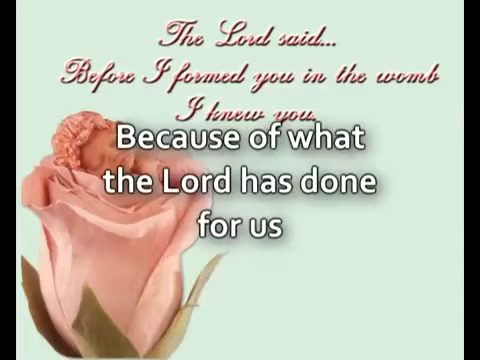 The Lord said...
Before I formed you in the womb
I knew you.
Because of what
the Lord has done
for us